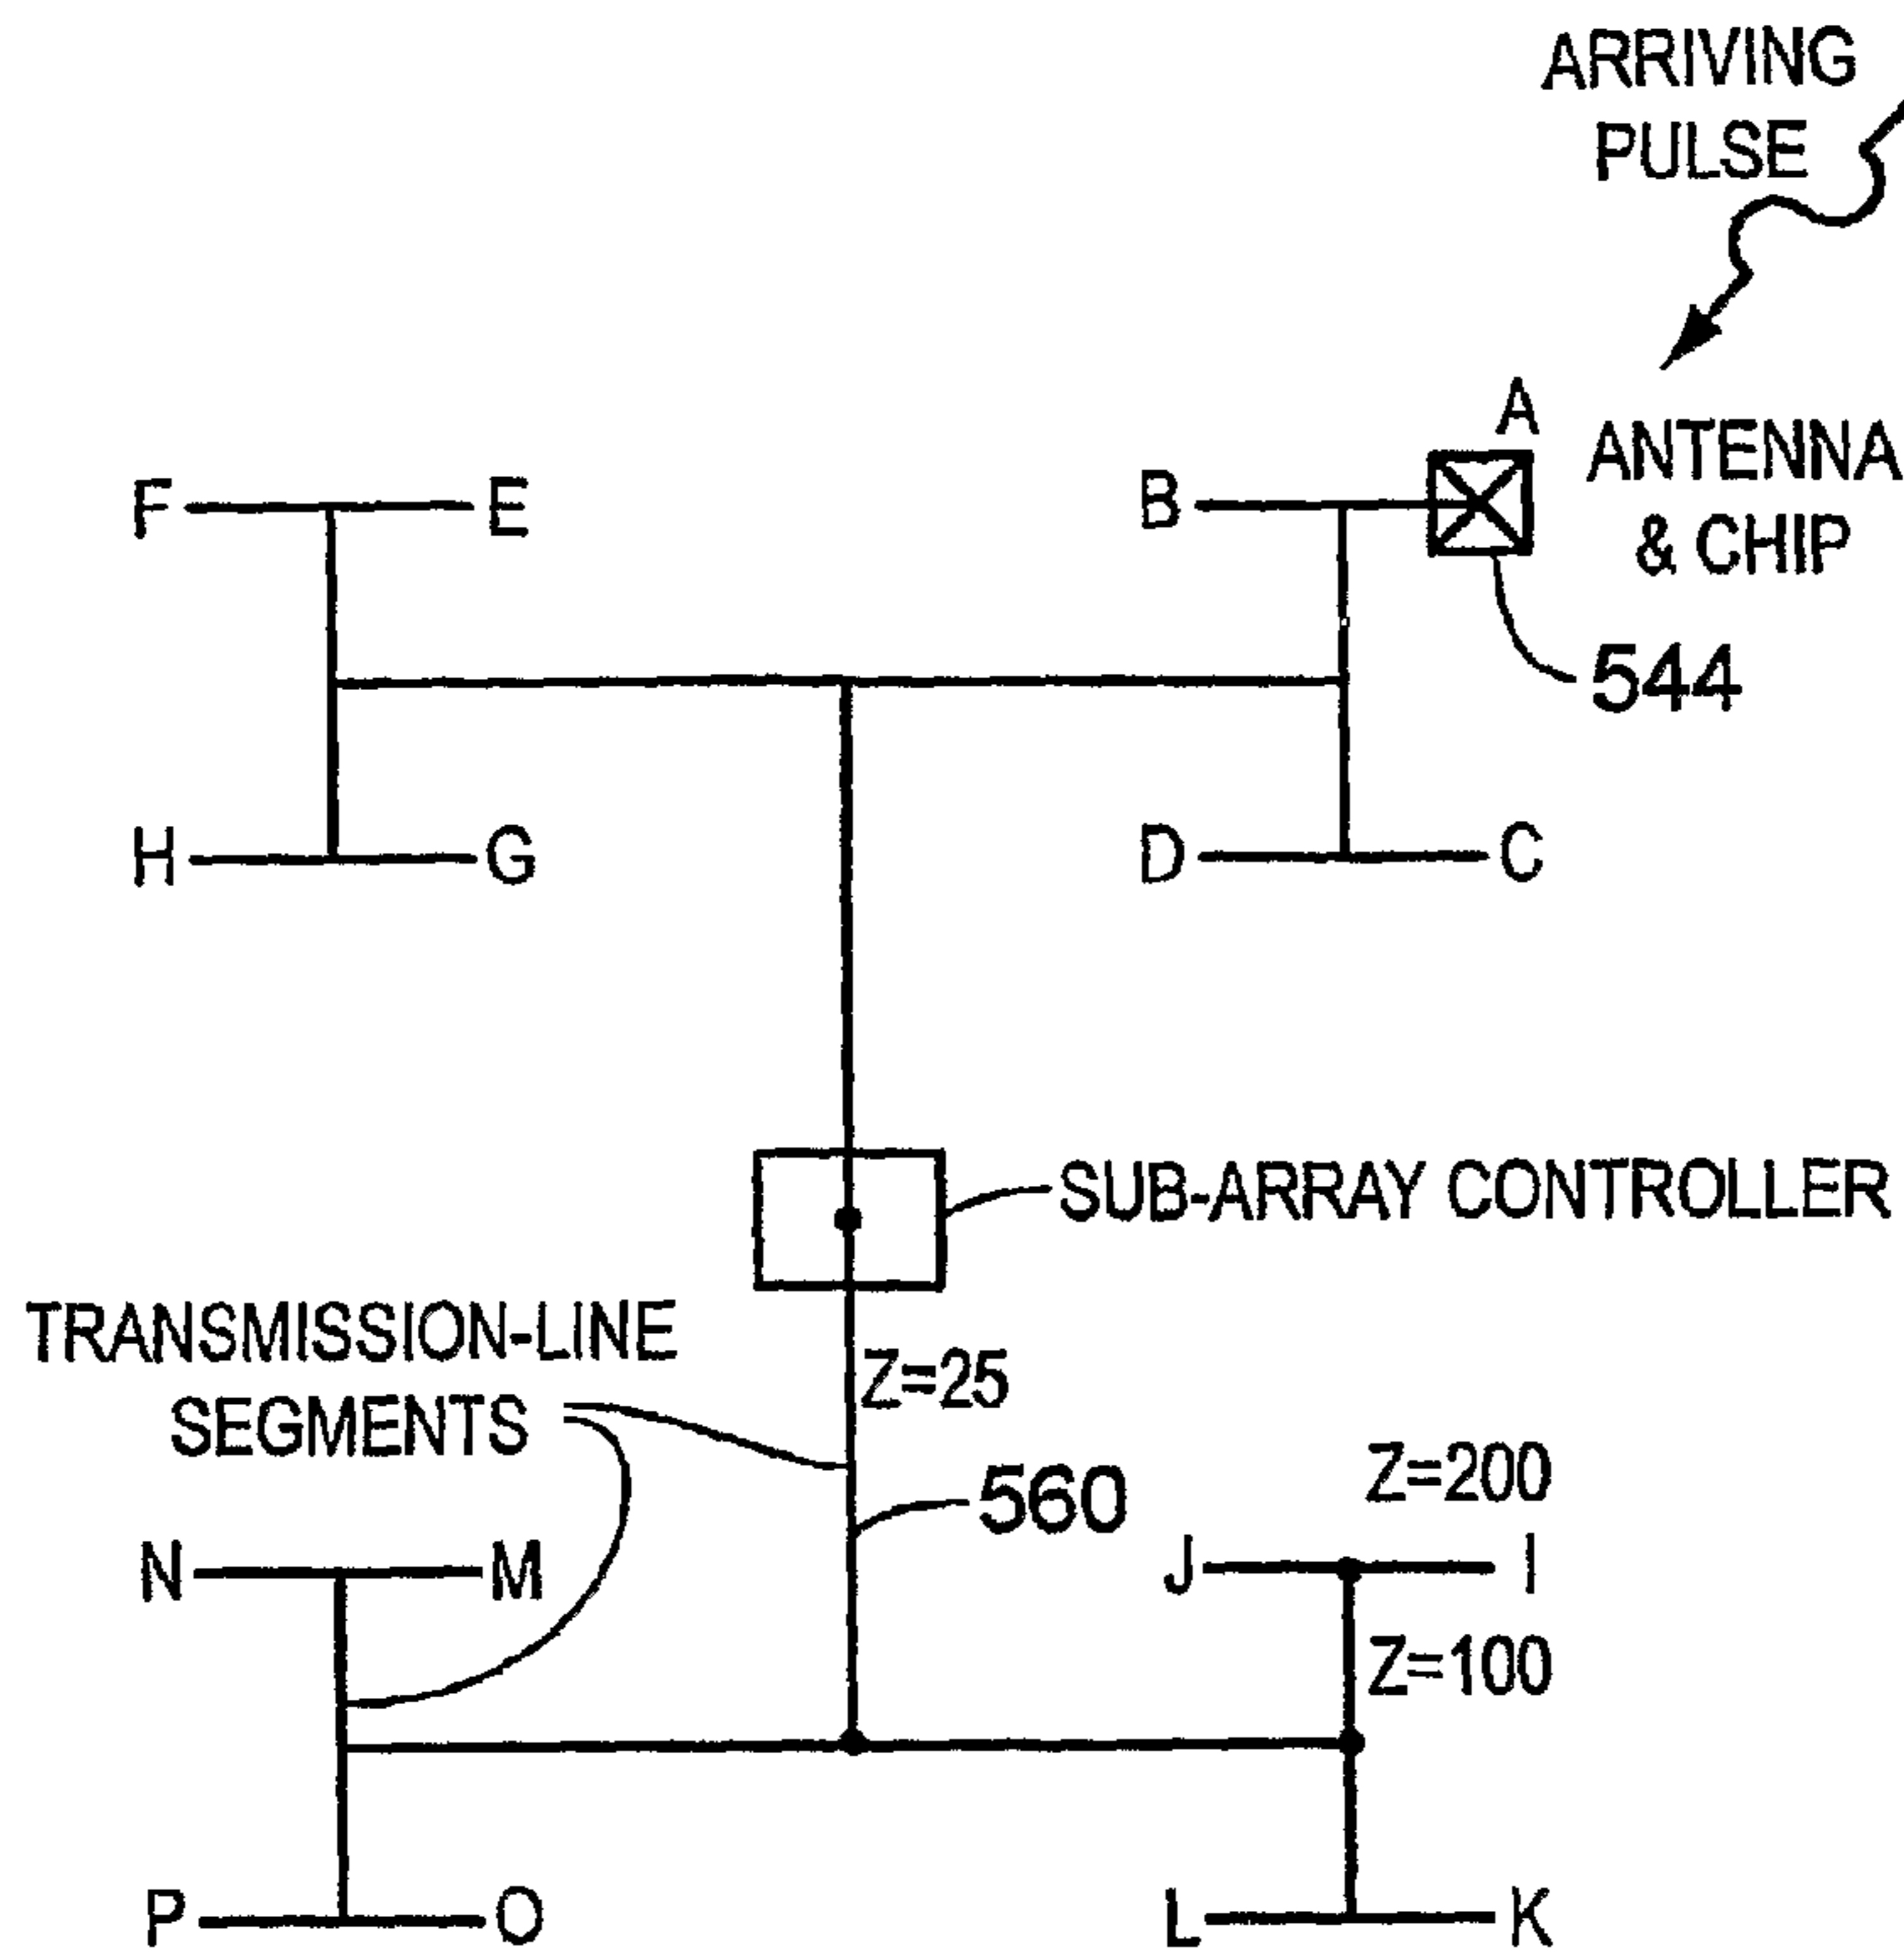 ARRIVING
PULSE
A
ANTENNA
& CHIP
F
E
B
544
H
G
D
C
SUB-ARRAY CONTROLLER
TRANSMISSION-LINE
SEGMENTS
Z=25
560
Z=200
N
M
J
I
Z=100
P
O
L
K